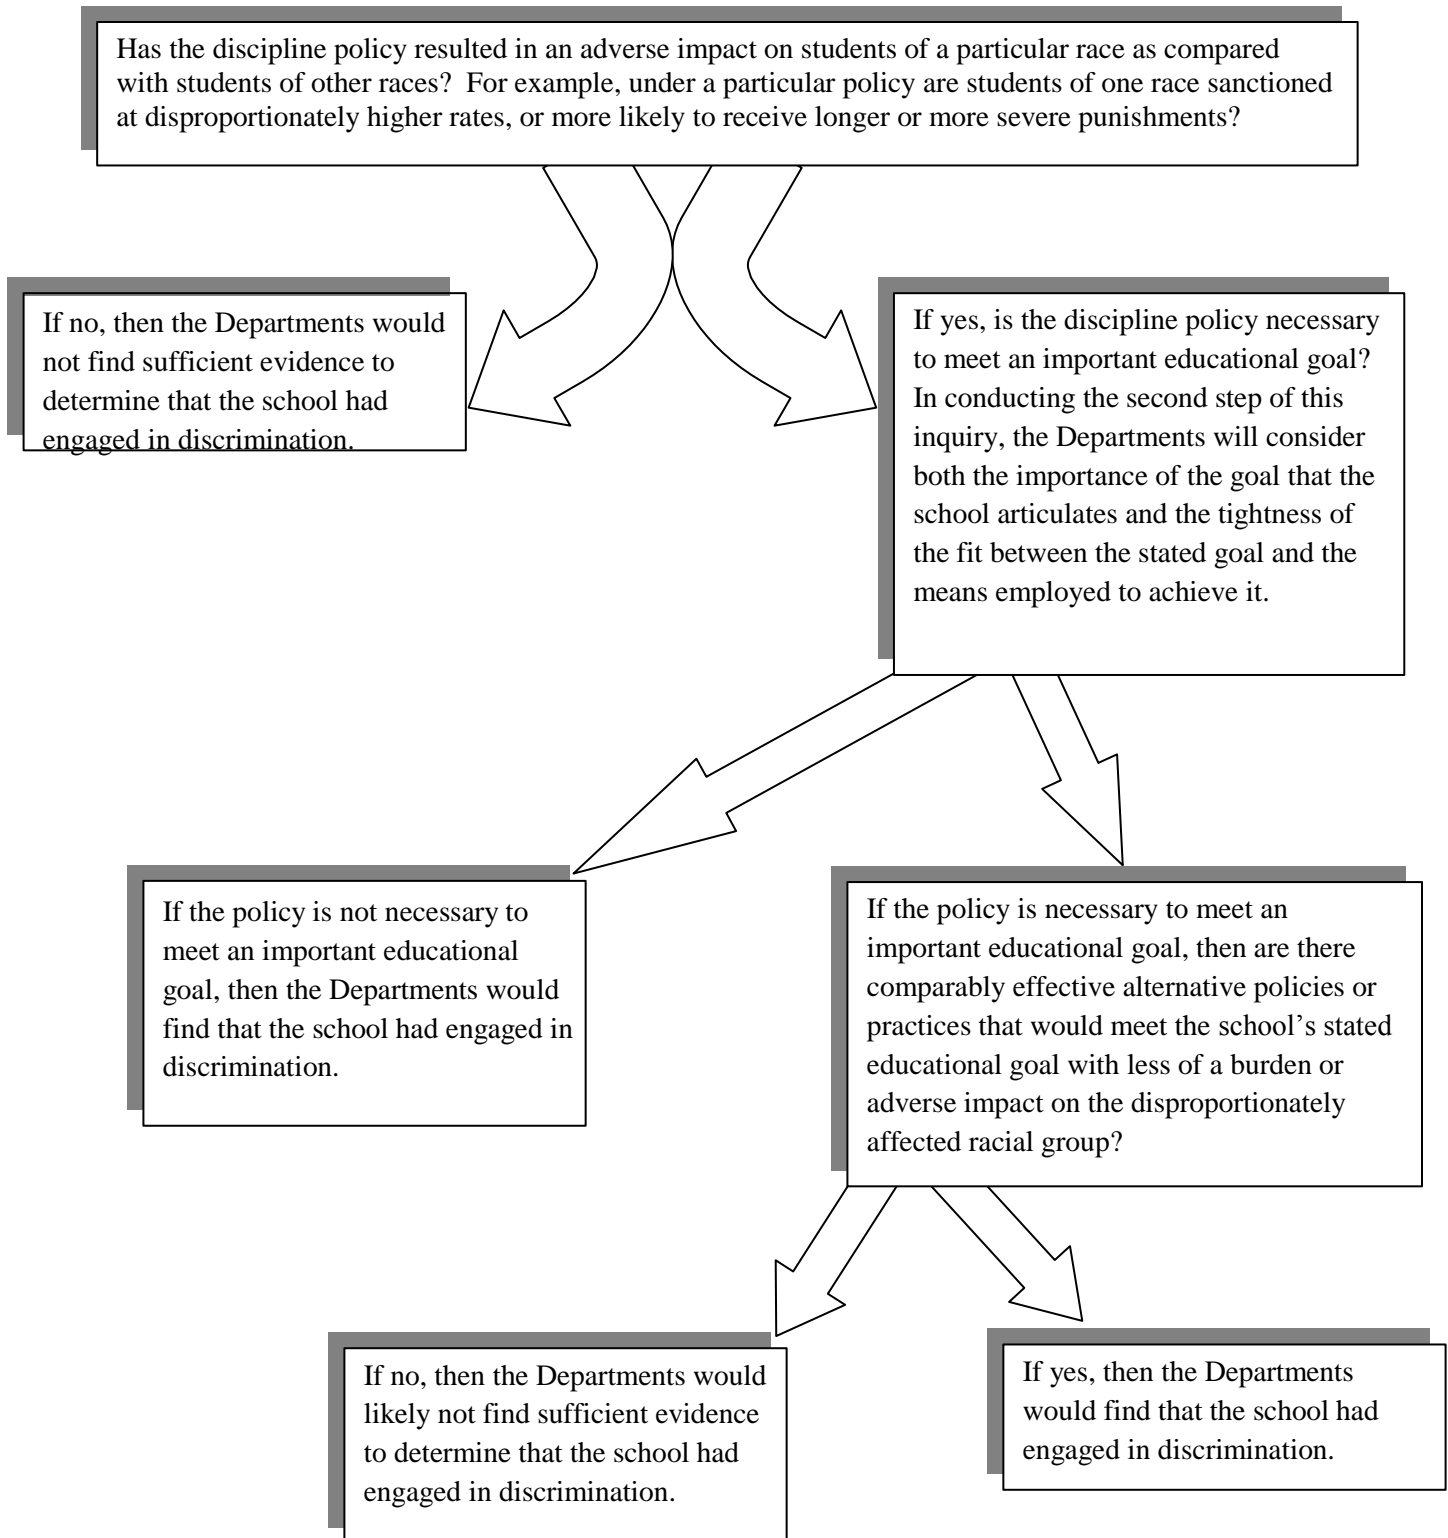 Has the discipline policy resulted in an adverse impact on students of a particular race as compared
with students of other races?  For example, under a particular policy are students of one race sanctioned
at disproportionately higher rates, or more likely to receive longer or more severe punishments?
If no, then the Departments would
not find sufficient evidence to
determine that the school had
engaged in discrimination.
If yes, is the discipline policy necessary
to meet an important educational goal?
In conducting the second step of this
inquiry, the Departments will consider
both the importance of the goal that the
school articulates and the tightness of
the fit between the stated goal and the
means employed to achieve it.
If the policy is not necessary to
meet an important educational
goal, then the Departments would
find that the school had engaged in
discrimination.
If the policy is necessary to meet an
important educational goal, then are there
comparably effective alternative policies or
practices that would meet the school’s stated
educational goal with less of a burden or
adverse impact on the disproportionately
affected racial group?
If no, then the Departments would
likely not find sufficient evidence
to determine that the school had
engaged in discrimination.
If yes, then the Departments
would find that the school had
engaged in discrimination.